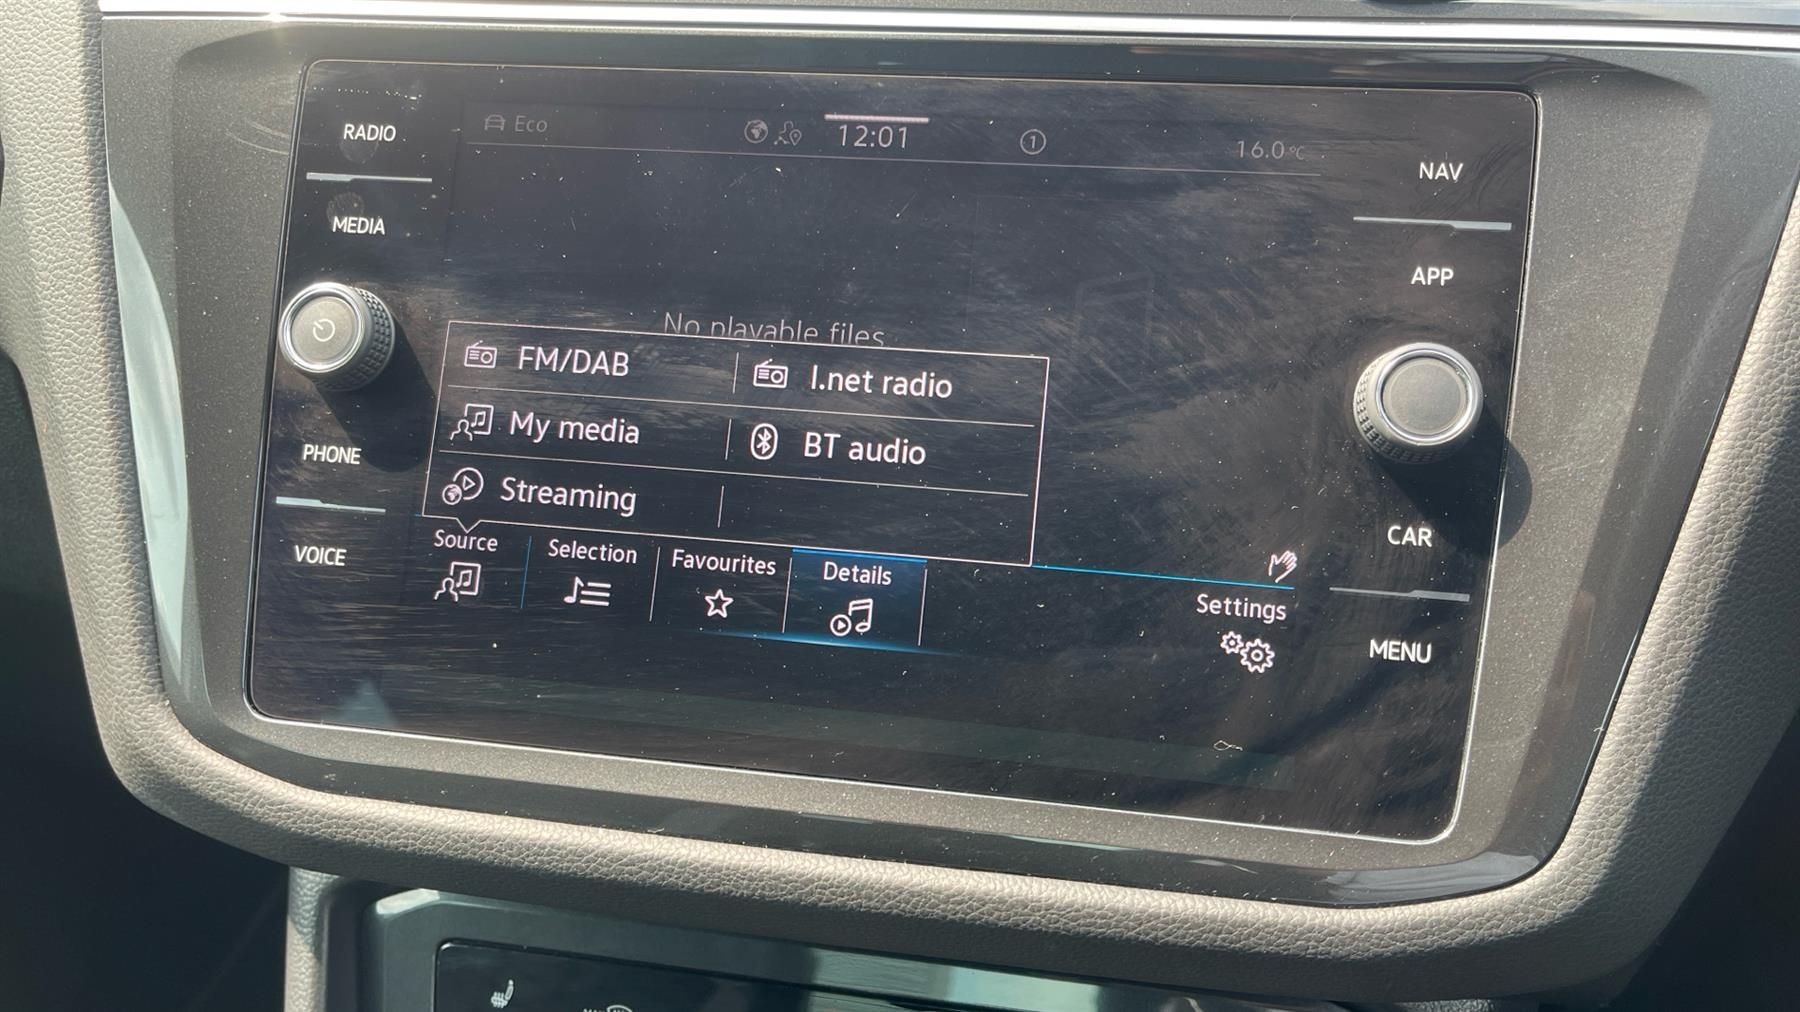 RADIO
MEDIA
PHONE
VOICE
Eco
12:01
1
16.0°C
No playable files
FM/DAB
I.net radio
My media
BT audio
Streaming
Source
Selection
Favourites
Details
Settings
NAV
APP
CAR
MENU